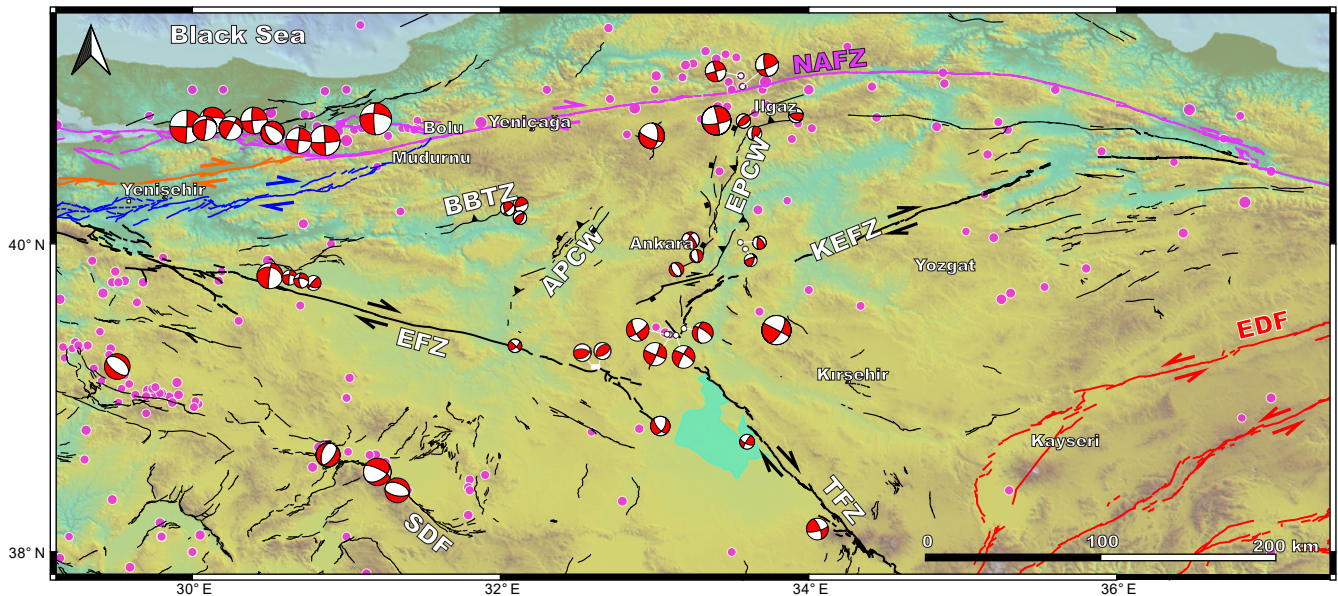 Black Sea
NAFZ
Ilgaz
Bolu
Yeniçağa
Mudurnu
Yenişehir
BBTZ
EPCW
APCW
Ankara
KEFZ
Yozgat
EFZ
EDF
Kırşehir
Kayseri
TFZ
SDF
0
100
200 km
40° N
38° N
30° E
32° E
34° E
36° E